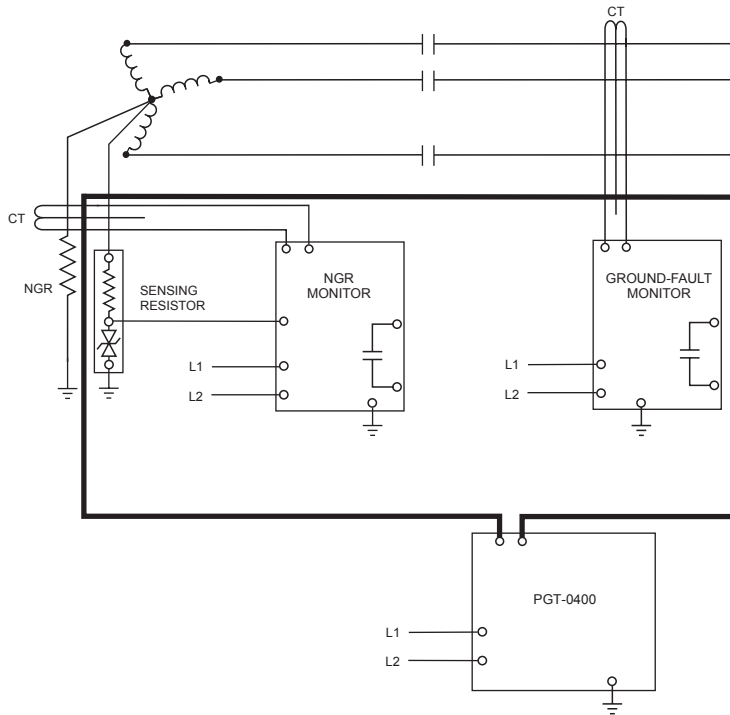 CT
CT
NGR
SENSING
RESISTOR
NGR
MONITOR
L1
L2
GROUND-FAULT
MONITOR
L1
L2
PGT-0400
L1
L2